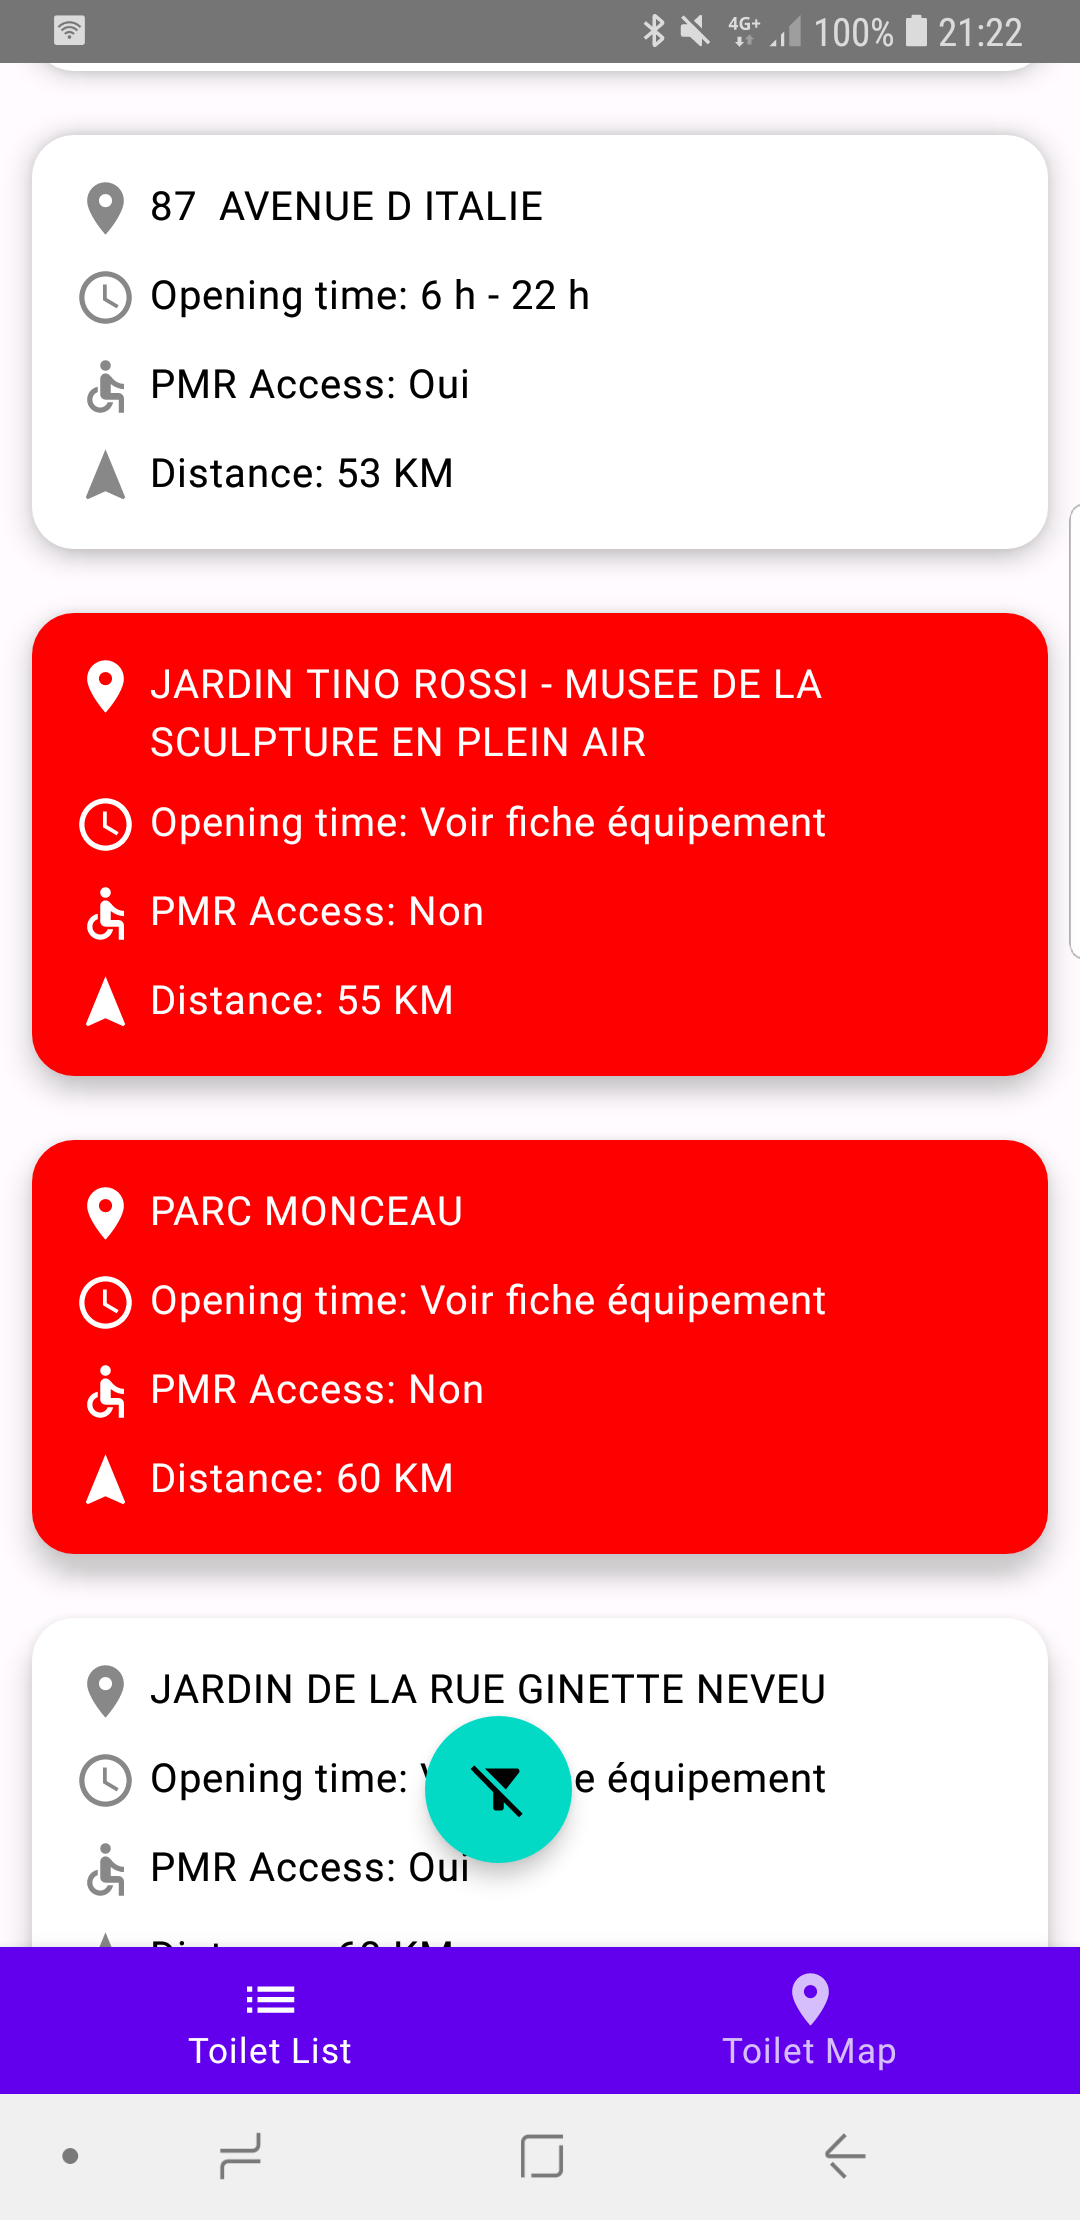 4G+ 100% 21:22
87 AVENUE D ITALIE
Opening time: 6 h - 22 h
PMR Access: Oui
Distance: 53 KM
JARDIN TINO ROSSI - MUSEE DE LA
SCULPTURE EN PLEIN AIR
Opening time: Voir fiche équipement
PMR Access: Non
Distance: 55 KM
PARC MONCEAU
Opening time: Voir fiche équipement
PMR Access: Non
Distance: 60 KM
JARDIN DE LA RUE GINETTE NEVEU
Opening time: équipement
PMR Access: Oui
Toilet List
Toilet Map